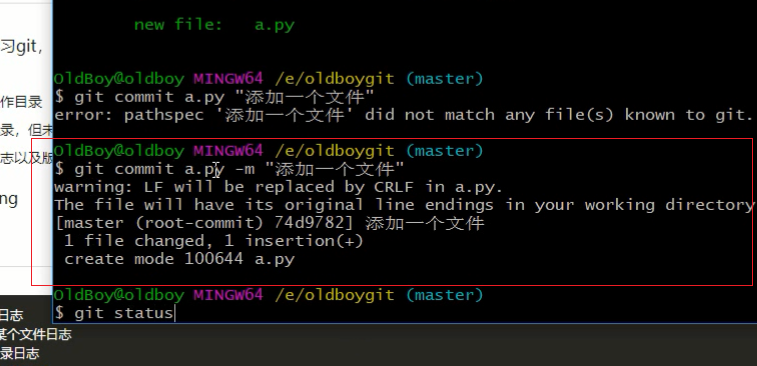 new file:   a.py
习git,
OldBoy@oldboy MINGW64 /e/oldboygit (master)
作目录
$ git commit a.py "添加一个文件"
error: pathspec '添加一个文件' did not match any file(s) known to git.
录，但未
OldBoy@oldboy MINGW64 /e/oldboygit (master)
志以及版
$ git commit a.py -m "添加一个文件"
warning: LF will be replaced by CRLF in a.py.
ng
The file will have its original line endings in your working directory
[master (root-commit) 74d9782] 添加一个文件
 1 file changed, 1 insertion(+)
 create mode 100644 a.py
OldBoy@oldboy MINGW64 /e/oldboygit (master)
日志
$ git status
某个文件日志
录日志